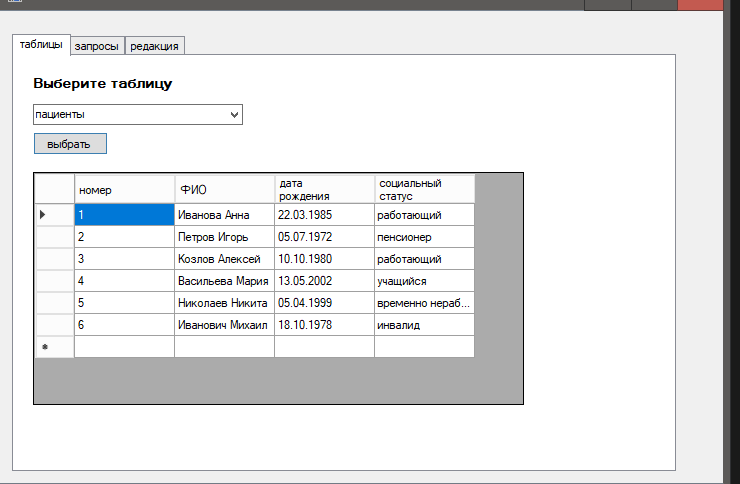 таблицы запросы редакция
Выберите таблицу
пациенты
выбрать
номер ФИО дата рождения социальный статус
1 Иванова Анна 22.03.1985 работающий
2 Петров Игорь 05.07.1972 пенсионер
3 Козлов Алексей 10.10.1980 работающий
4 Васильева Мария 13.05.2002 учащийся
5 Николаев Никита 05.04.1999 временно нераб...
6 Иванович Михаил 18.10.1978 инвалид